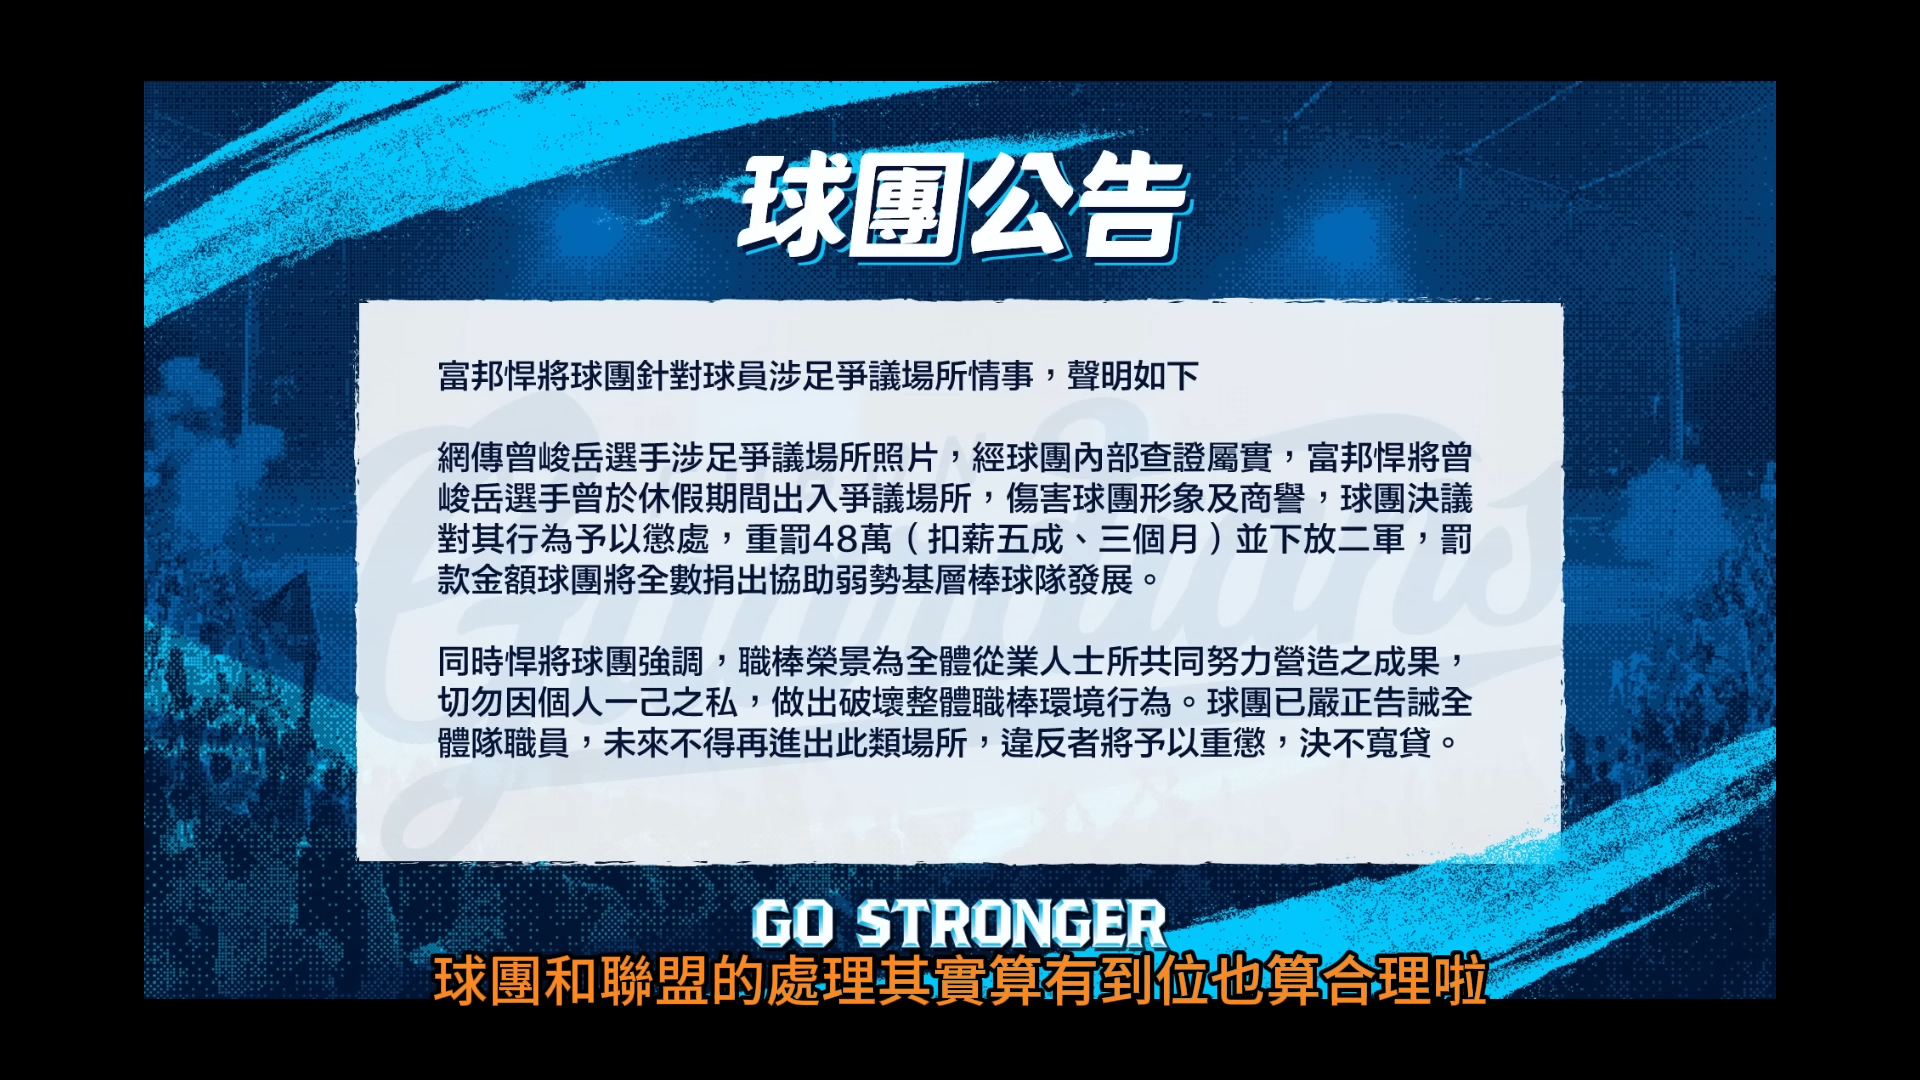 球團公告
富邦悍將球團針對球員涉足爭議場所情事，聲明如下
網傳曾峻岳選手涉足爭議場所照片，經球團內部查證屬實，富邦悍將曾
峻岳選手曾於休假期間出入爭議場所，傷害球團形象及商譽，球團決議
對其行為予以懲處，重罰48萬（扣薪五成、三個月）並下放二軍，罰
款金額球團將全數捐出協助弱勢基層棒球隊發展。
同時悍將球團強調，職棒榮景為全體從業人士所共同努力營造之成果，
切勿因個人一己之私，做出破壞整體職棒環境行為。球團已嚴正告誡全
體隊職員，未來不得再進出此類場所，違反者將予以重懲，決不寬貸。
GO STRONGER
球團和聯盟的處理其實算有到位也算合理啦